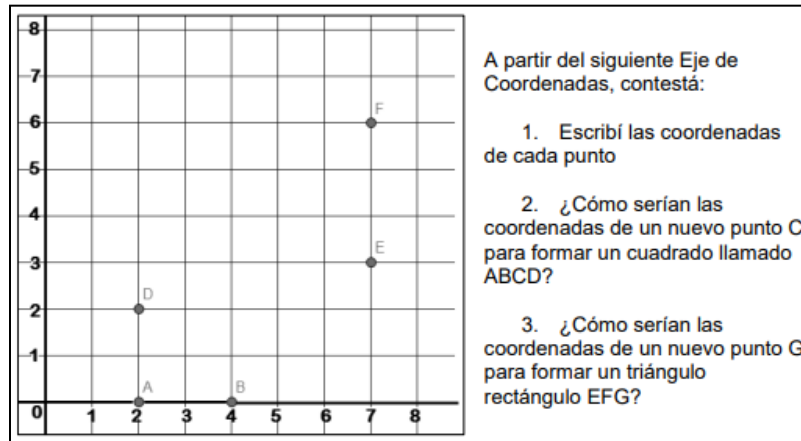 8
7
6
5
4
3
2
1
0 1 2 3 4 5 6 7 8
F
E
D
A B
A partir del siguiente Eje de
Coordenadas, contestá:
1. Escribí las coordenadas
de cada punto
2. ¿Cómo serían las
coordenadas de un nuevo punto C
para formar un cuadrado llamado
ABCD?
3. ¿Cómo serían las
coordenadas de un nuevo punto G
para formar un triángulo
rectángulo EFG?